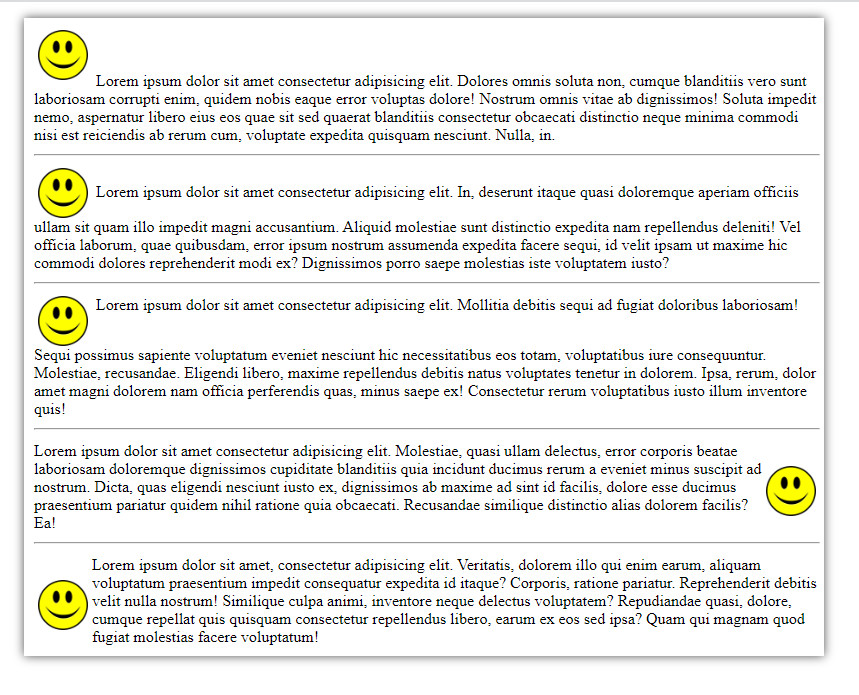 Lorem ipsum dolor sit amet consectetur adipisicing elit. Dolores omnis soluta non, cumque blanditiis vero sunt
laboriosam corrupti enim, quidem nobis eaque error voluptas dolore! Nostrum omnis vitae ab dignissimos! Soluta impedit
nemo, aspernatur libero eius eos quae sit sed quaerat blanditiis consectetur obcaecati distinctio neque minima commodi
nisi est reiciendis ab rerum cum, voluptate expedita quisquam nesciunt. Nulla, in.
Lorem ipsum dolor sit amet consectetur adipisicing elit. In, deserunt itaque quasi doloremque aperiam officiis
ullam sit quam illo impedit magni accusantium. Aliquid molestiae sunt distinctio expedita nam repellendus deleniti! Vel
officia laborum, quae quibusdam, error ipsum nostrum assumenda expedita facere sequi, id velit ipsam ut maxime hic
commodi dolores reprehenderit modi ex? Dignissimos porro saepe molestias iste voluptatem iusto?
Lorem ipsum dolor sit amet consectetur adipisicing elit. Mollitia debitis sequi ad fugiat doloribus laboriosam!
Sequi possimus sapiente voluptatum eveniet nesciunt hic necessitatibus eos totam, voluptatibus iure consequuntur.
Molestiae, recusandae. Eligendi libero, maxime repellendus debitis natus voluptates tenetur in dolorem. Ipsa, rerum, dolor
amet magni dolorem nam officia perferendis quas, minus saepe ex! Consectetur rerum voluptatibus iusto illum inventore
quis!
Lorem ipsum dolor sit amet consectetur adipisicing elit. Molestiae, quasi ullam delectus, error corporis beatae
laboriosam doloremque dignissimos cupiditate blanditiis quia incidunt ducimus rerum a eveniet minus suscipit ad
nostrum. Dicta, quas eligendi nesciunt iusto ex, dignissimos ab maxime ad sint id facilis, dolore esse ducimus
praesentium pariatur quidem nihil ratione quia obcaecati. Recusandae similique distinctio alias dolorem facilis?
Ea!
Lorem ipsum dolor sit amet, consectetur adipisicing elit. Veritatis, dolorem illo qui enim earum, aliquam
voluptatum praesentium impedit consequatur expedita id itaque? Corporis, ratione pariatur. Reprehenderit debitis
velit nulla nostrum! Similique culpa animi, inventore neque delectus voluptatem? Repudiandae quasi, dolore,
cumque repellat quis quisquam consectetur repellendus libero, earum ex eos sed ipsa? Quam qui magnam quod
fugiat molestias facere voluptatum!